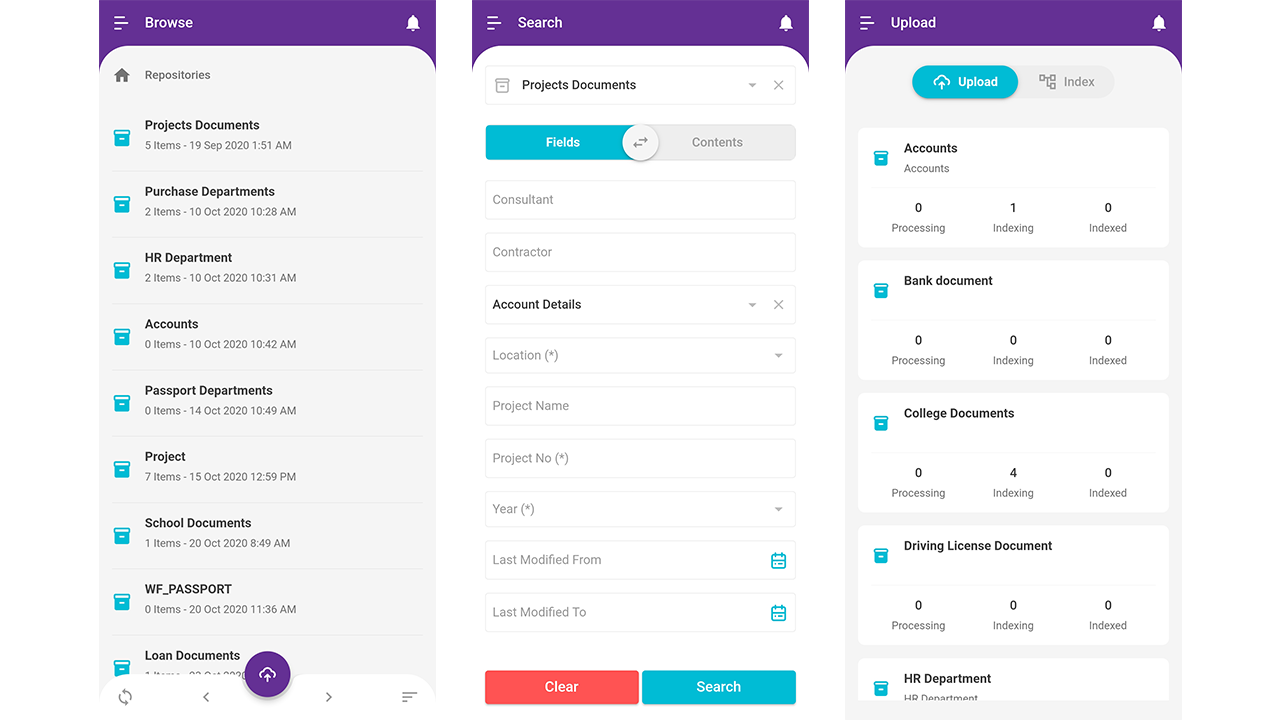 Browse
Repositories
Projects Documents
5 Items - 19 Sep 2020 1:51 AM
Purchase Departments
2 Items - 10 Oct 2020 10:28 AM
HR Department
2 Items - 10 Oct 2020 10:31 AM
Accounts
0 Items - 10 Oct 2020 10:42 AM
Passport Departments
0 Items - 14 Oct 2020 10:49 AM
Project
7 Items - 15 Oct 2020 12:59 PM
School Documents
1 Items - 20 Oct 2020 8:49 AM
WF_PASSPORT
0 Items - 20 Oct 2020 11:36 AM
Loan Documents
Search
Projects Documents
Fields Contents
Consultant
Contractor
Account Details
Location (*)
Project Name
Project No (*)
Year (*)
Last Modified From
Last Modified To
Clear Search
Upload
Upload Index
Accounts
Accounts
0 1 0
Processing Indexing Indexed
Bank document
0 0 0
Processing Indexing Indexed
College Documents
0 4 0
Processing Indexing Indexed
Driving License Document
0 0 0
Processing Indexing Indexed
HR Department
HR Department